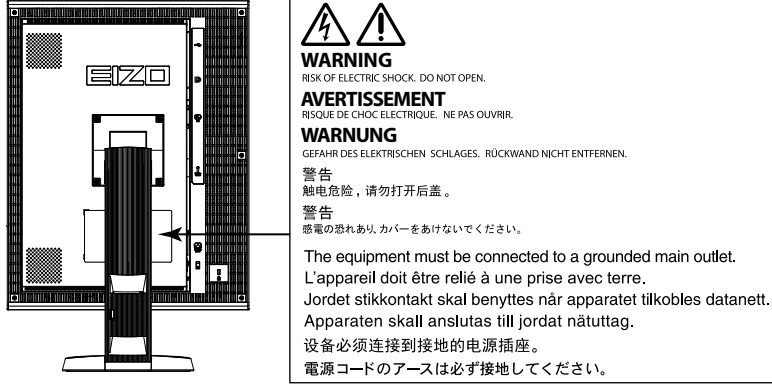 EIZO
WARNING
RISK OF ELECTRIC SHOCK. DO NOT OPEN.
AVERTISSEMENT
RISQUE DE CHOC ELECTRIQUE. NE PAS OUVRIR.
WARNUNG
GEFAHR DES ELEKTRISCHEN SCHLAGES. RÜCKWAND NICHT ENTFERNEN.
警告
触电危险，请勿打开后盖。
警告
感電の恐れあり、カバーをあけないでください。
The equipment must be connected to a grounded main outlet.
L'appareil doit être relié à une prise avec terre.
Jordet stikkontakt skal benyttes når apparatet tilkobles datanett.
Apparaten skall anslutas till jordat nätuttag.
设备必须连接到接地的电源插座。
電源コードのアースは必ず接地してください。